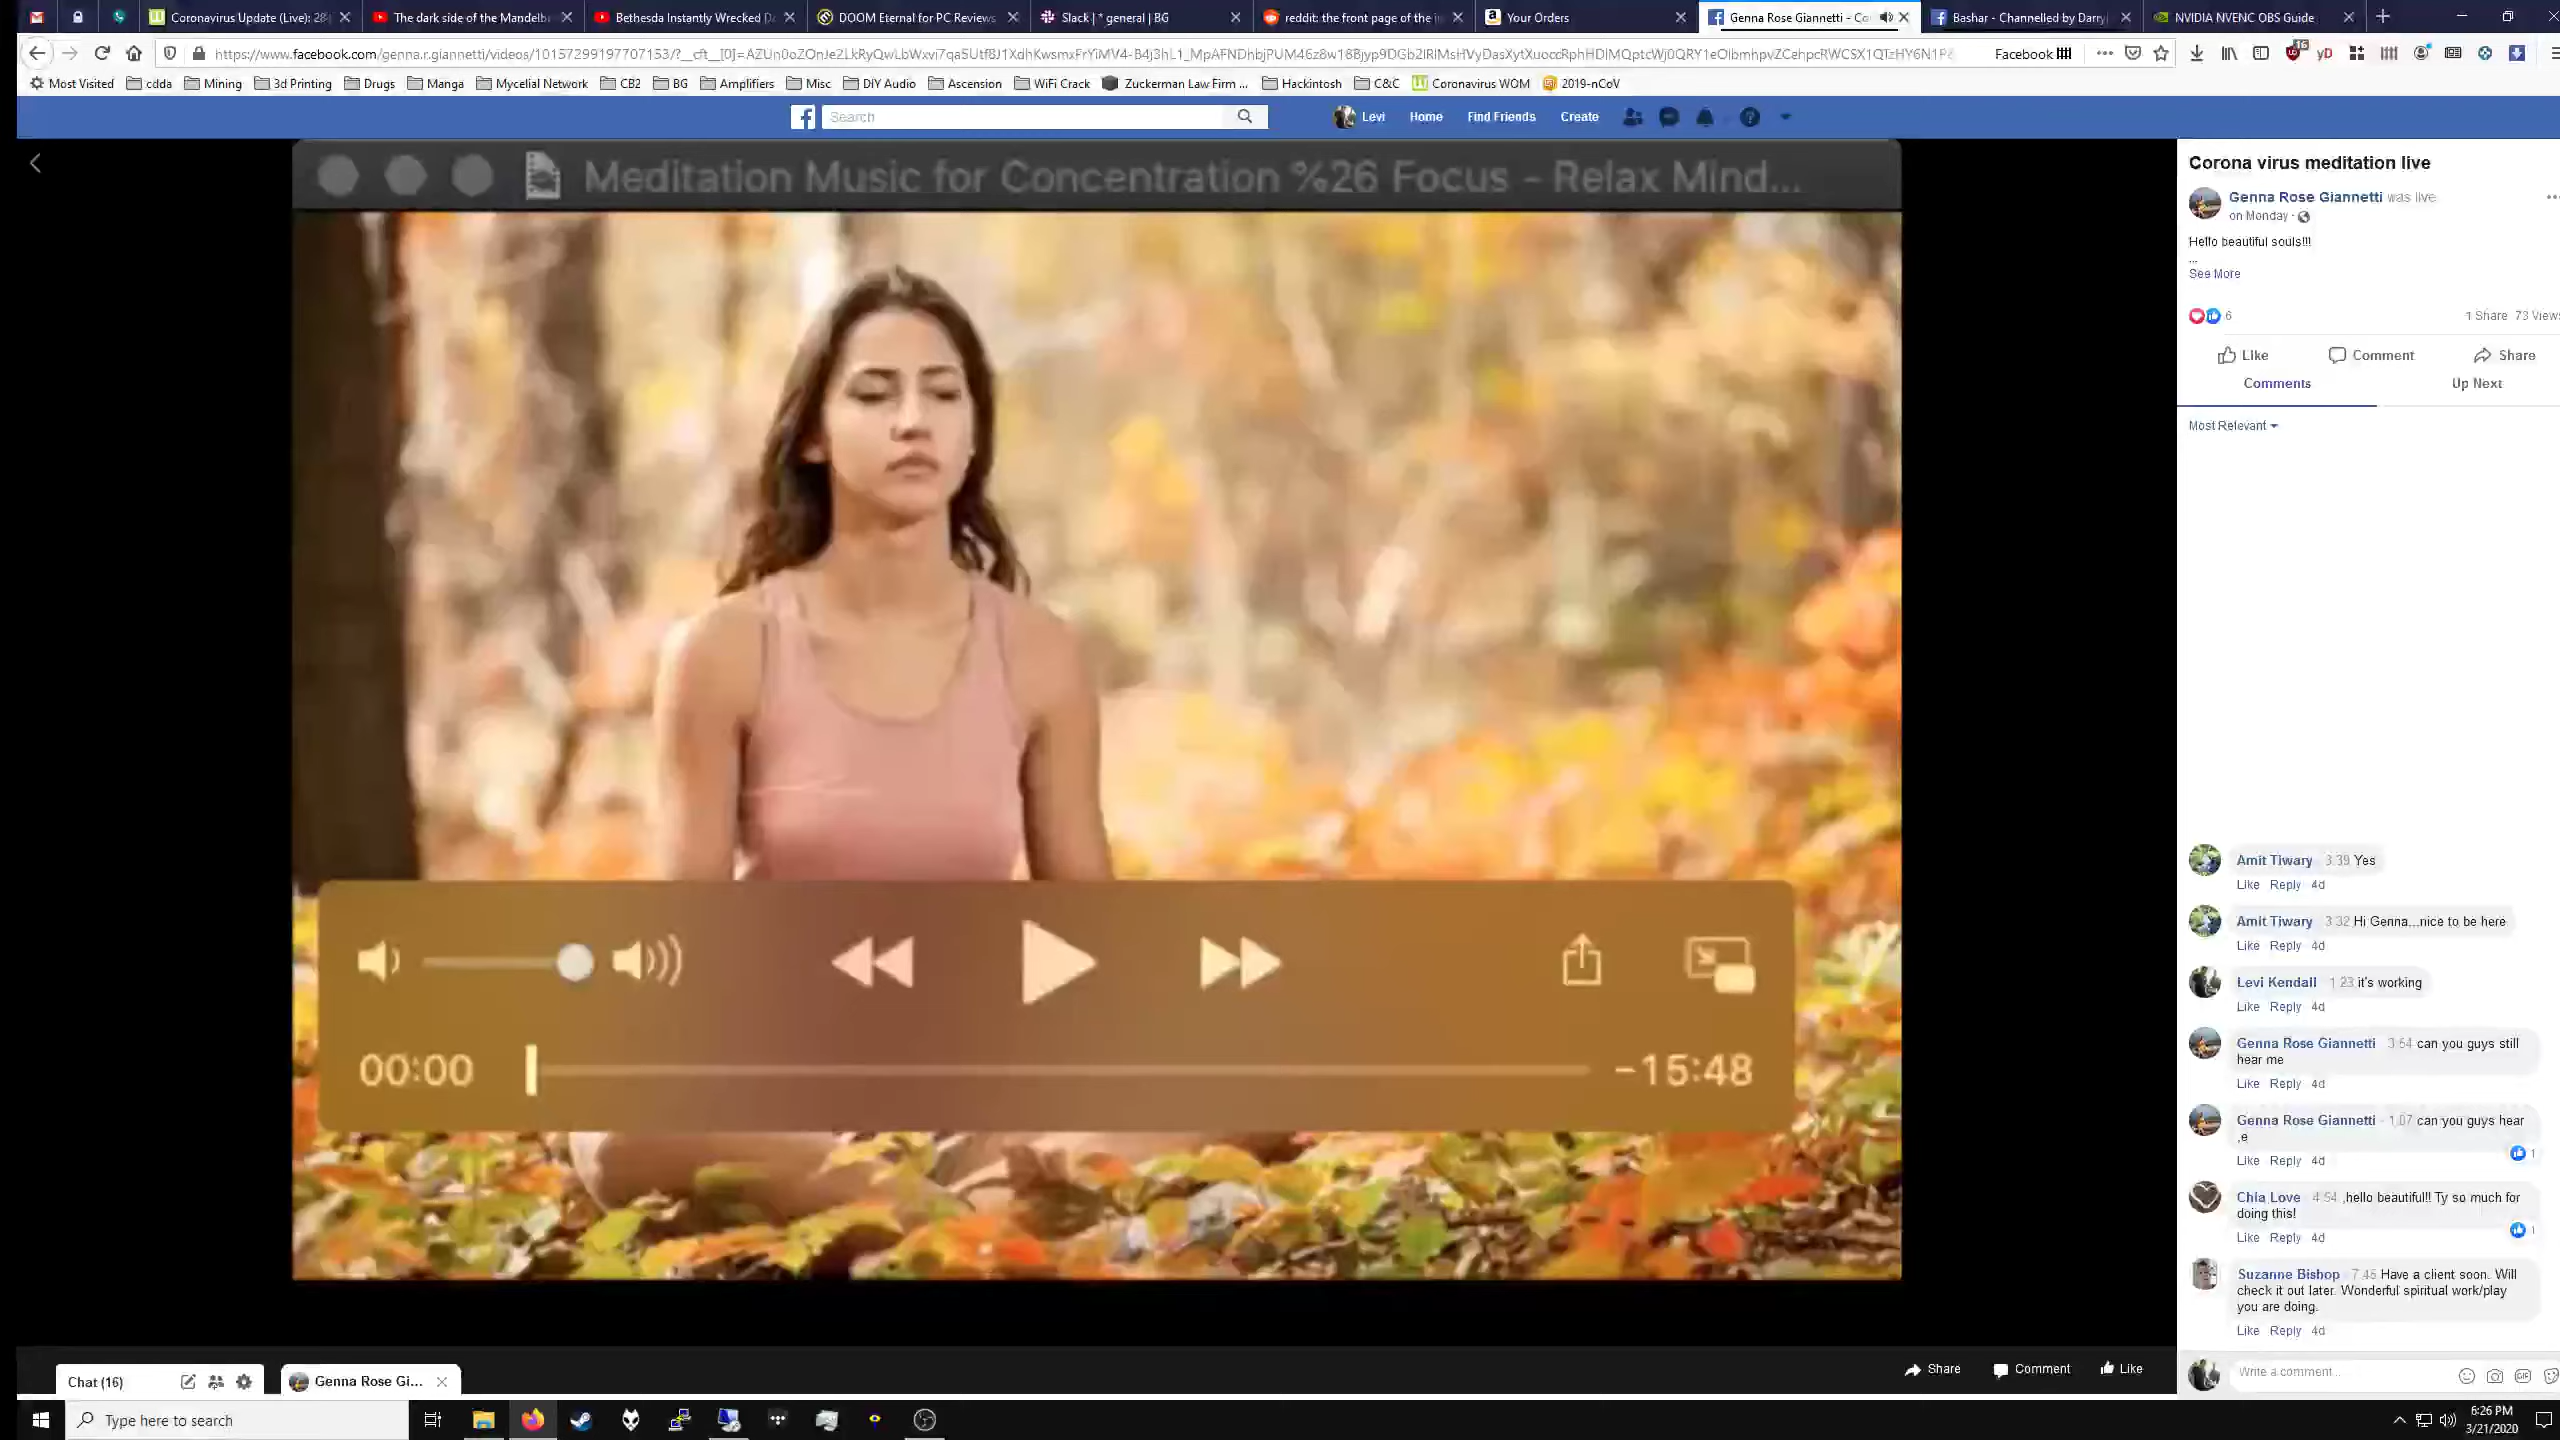 Coronavirus Update (Live): 28
The dark side of the Mandelb
Bethesda Instantly Wrecked D
DOOM Eternal for PC Reviews
Slack | * general | BG
reddit: the front page of the i
Your Orders
Genna Rose Giannetti - Co
Bashar - Channelled by Darry
NVIDIA NVENC OBS Guide
Facebook
Most Visited
cdda
Mining
3d Printing
Drugs
Manga
Mycelial Network
CB2
BG
Amplifiers
Misc
DIY Audio
Ascension
WiFi Crack
Zuckerman Law Firm ...
Hackintosh
C&C
Coronavirus WOM
2019-nCoV
Search
Levi
Home
Find Friends
Create
Meditation Music for Concentration %26 Focus - Relax Mind...
00:00
-15:48
Corona virus meditation live
Genna Rose Giannetti was live
on Monday ·
Hello beautiful souls!!!
...
See More
6
1 Share 73 Views
Like
Comment
Share
Comments
Up Next
Most Relevant
Amit Tiwary 3:39 Yes
Like Reply 4d
Amit Tiwary 3:32 Hi Genna...nice to be here
Like Reply 4d
Levi Kendall 1:23 it's working
Like Reply 4d
Genna Rose Giannetti 3:54 can you guys still
hear me
Like Reply 4d
Genna Rose Giannetti · 1:07 can you guys hear
,e
1
Like Reply 4d
Chia Love 4:54 ,hello beautiful!! Ty so much for
doing this!
1
Like Reply 4d
Suzanne Bishop · 7:45 Have a client soon. Will
check it out later. Wonderful spiritual work/play
you are doing.
Like Reply 4d
Share
Comment
Like
Write a comment...
Chat (16)
Genna Rose Gi...
Type here to search
6:26 PM
3/21/2020